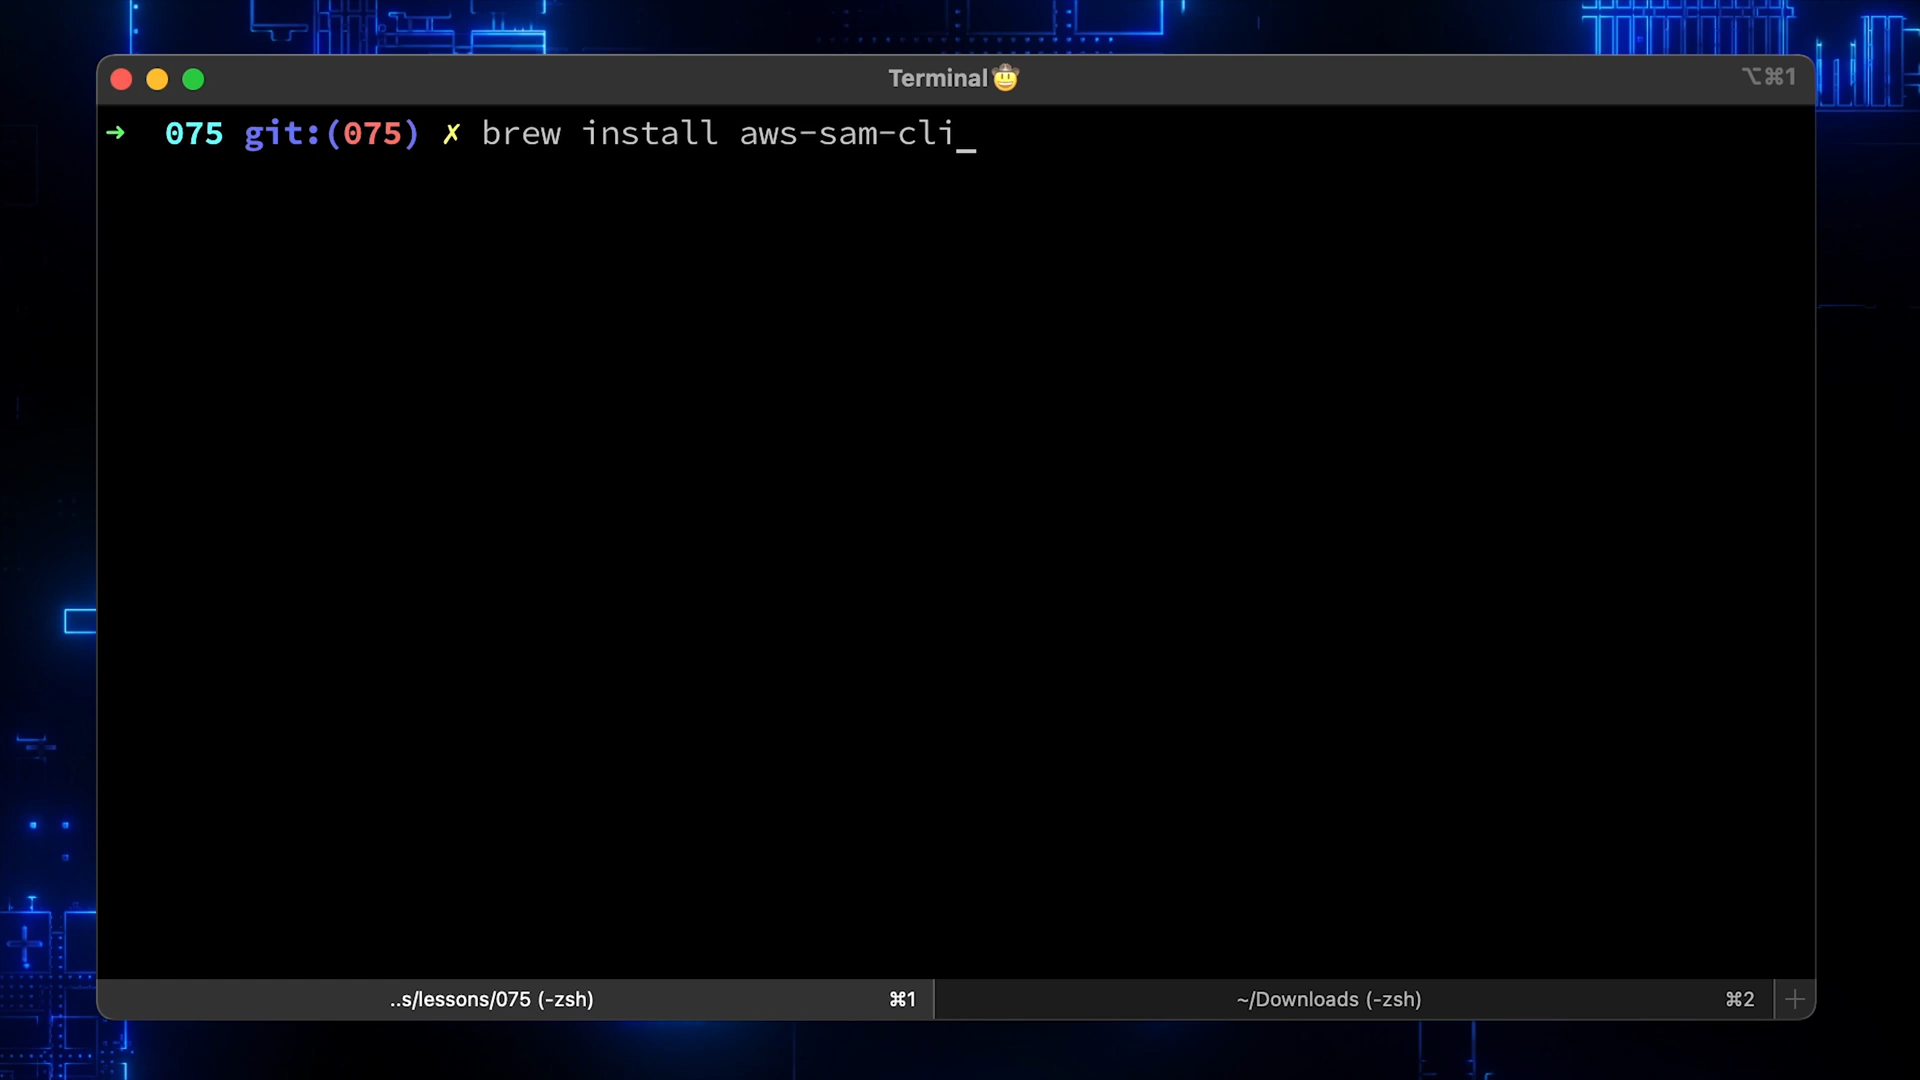 Terminal🤠
⌥⌘1
➜ 075 git:(075) ✗ brew install aws-sam-cli_
..s/lessons/075 (-zsh) ⌘1
~/Downloads (-zsh) ⌘2 +